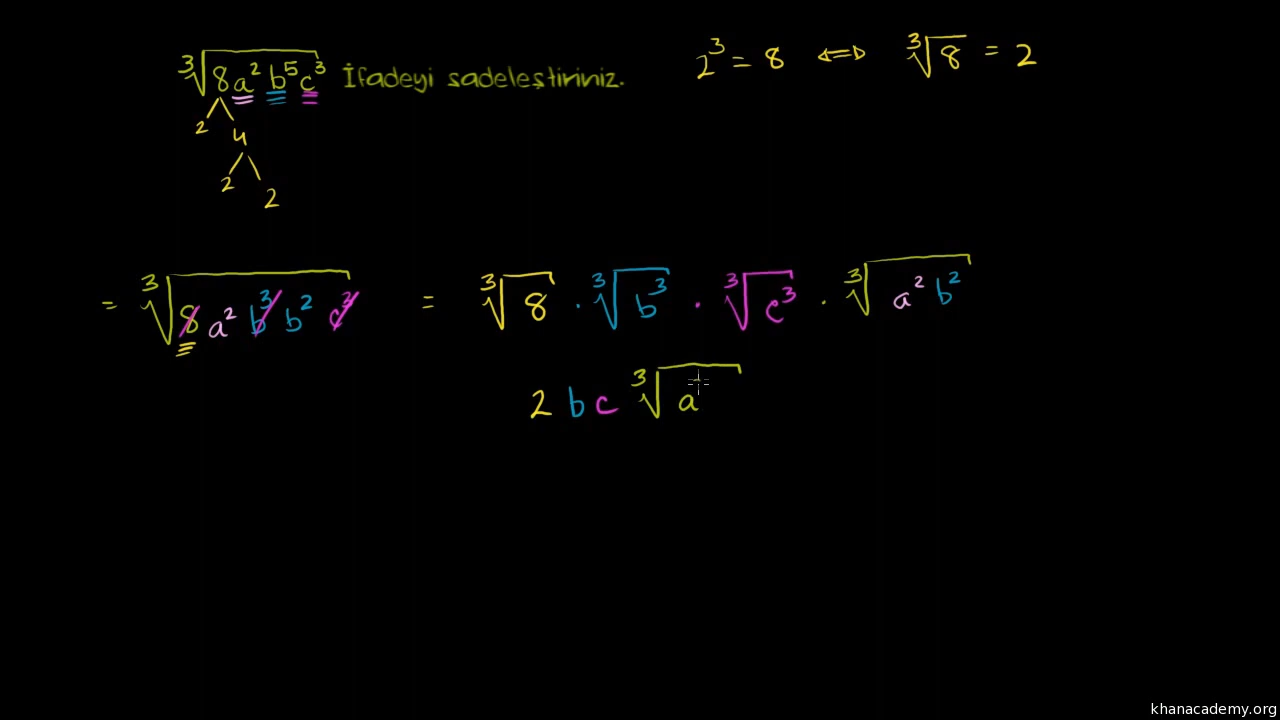 ∛(8a²b⁵c³) İfadeyi sadeleştiriniz.
2³ = 8 ⟺ ∛8 = 2
2 4
2 2
= ∛(8a²b³b²c³) = ∛8 · ∛b³ · ∛c³ · ∛(a²b²)
2bc∛a
khanacademy.org